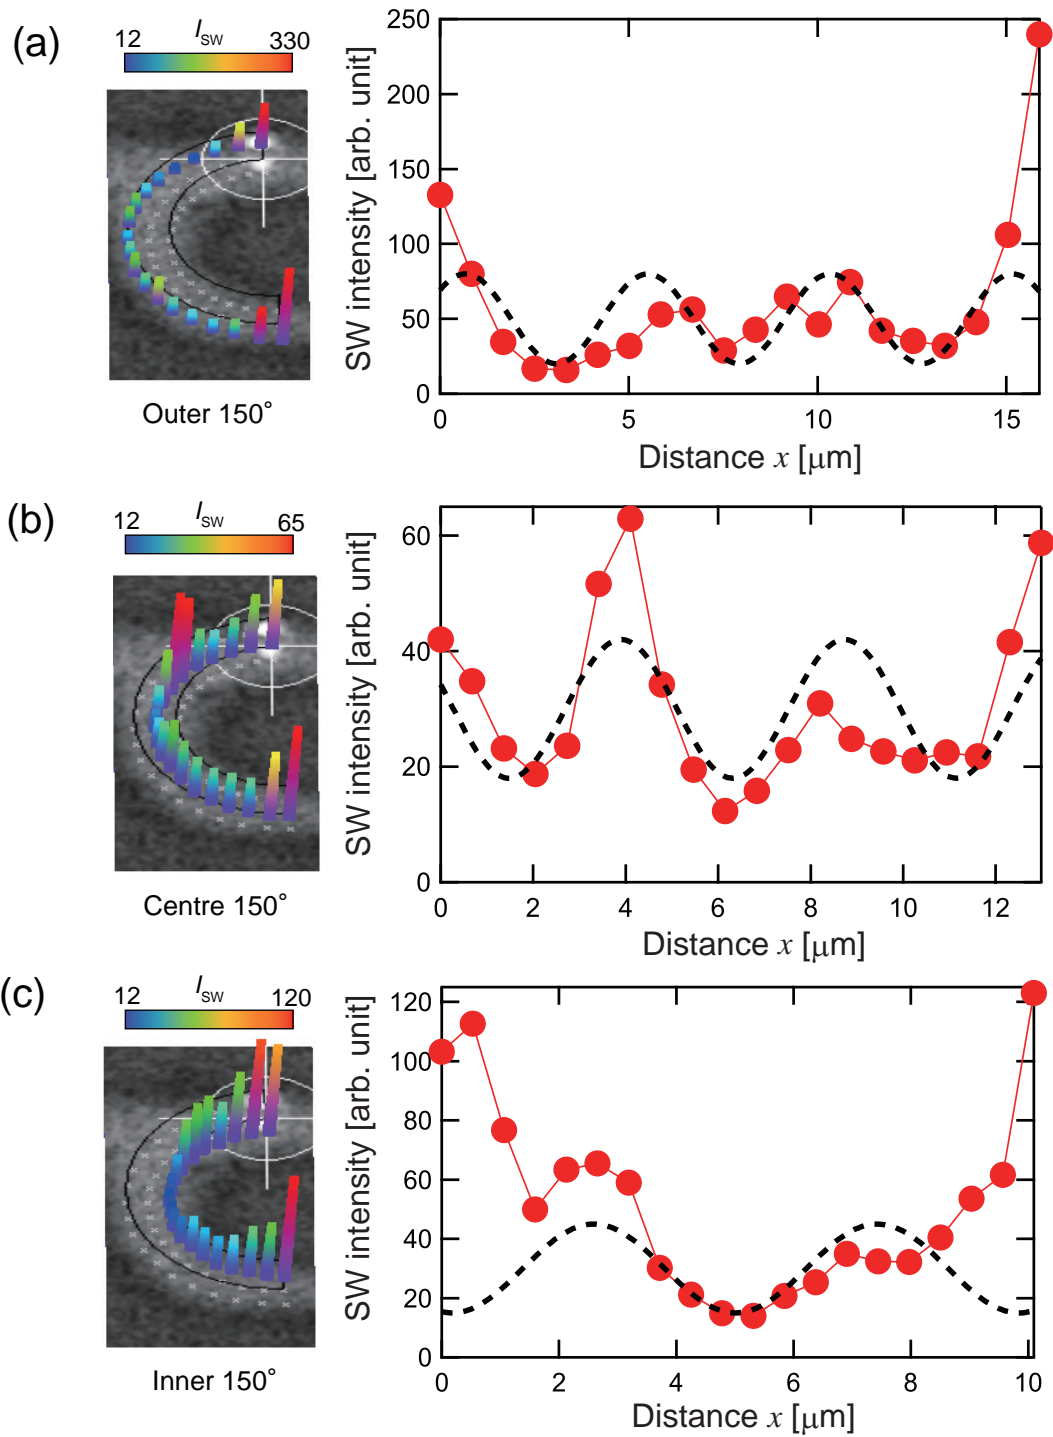 (a)
I_SW
12 330
Outer 150°
SW intensity [arb. unit]
250
200
150
100
50
0
0 5 10 15
Distance x [μm]
(b)
I_SW
12 65
Centre 150°
SW intensity [arb. unit]
60
40
20
0
0 2 4 6 8 10 12
Distance x [μm]
(c)
I_SW
12 120
Inner 150°
SW intensity [arb. unit]
120
100
80
60
40
20
0
0 2 4 6 8 10
Distance x [μm]